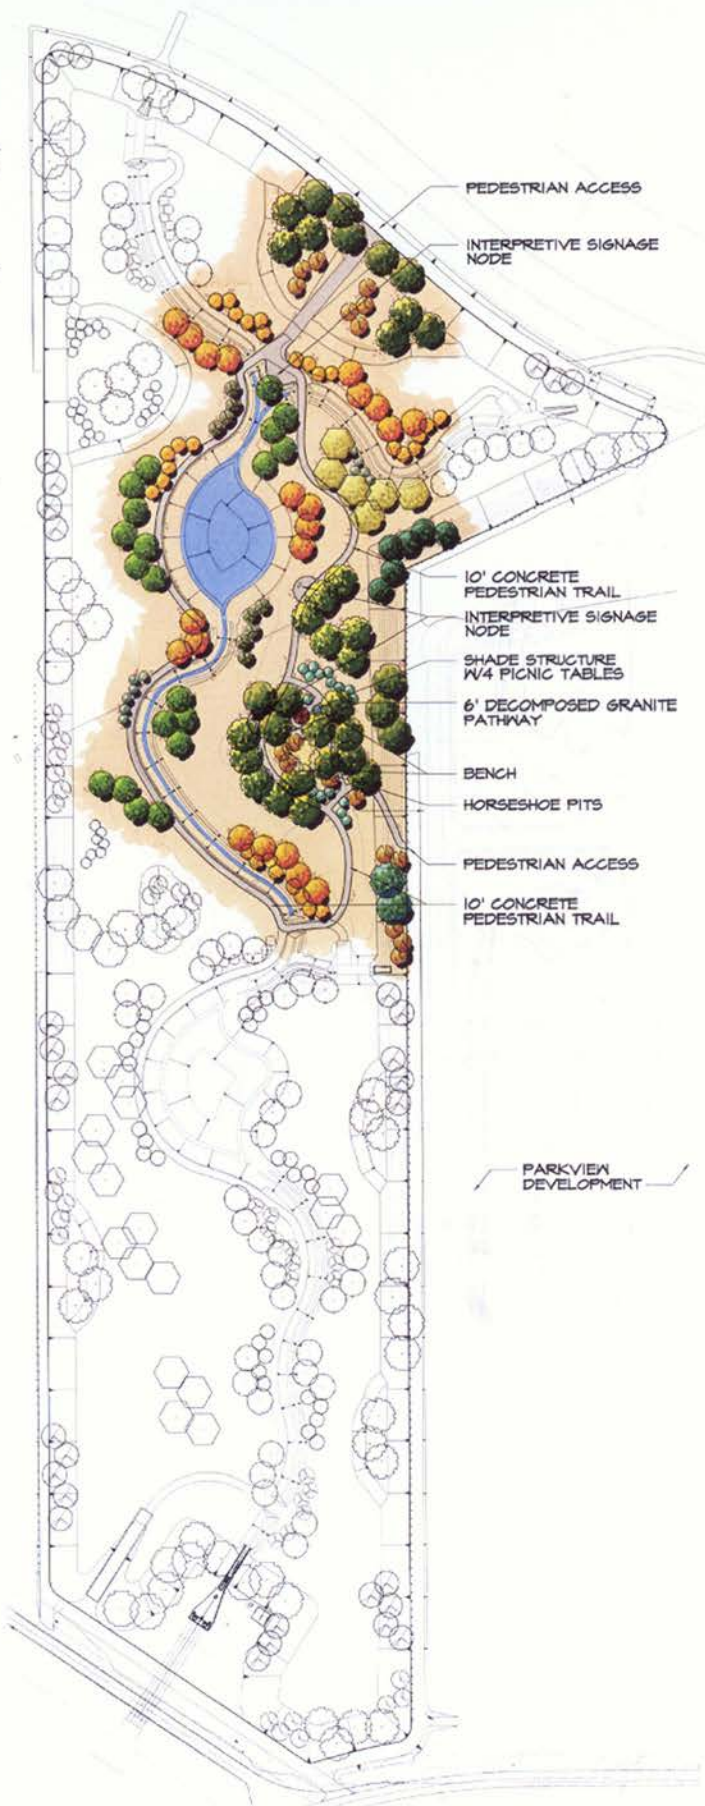 PEDESTRIAN ACCESS
INTERPRETIVE SIGNAGE
NODE
10' CONCRETE
PEDESTRIAN TRAIL
INTERPRETIVE SIGNAGE
NODE
SHADE STRUCTURE
W/4 PICNIC TABLES
6' DECOMPOSED GRANITE
PATHWAY
BENCH
HORSESHOE PITS
PEDESTRIAN ACCESS
10' CONCRETE
PEDESTRIAN TRAIL
PARKVIEW
DEVELOPMENT